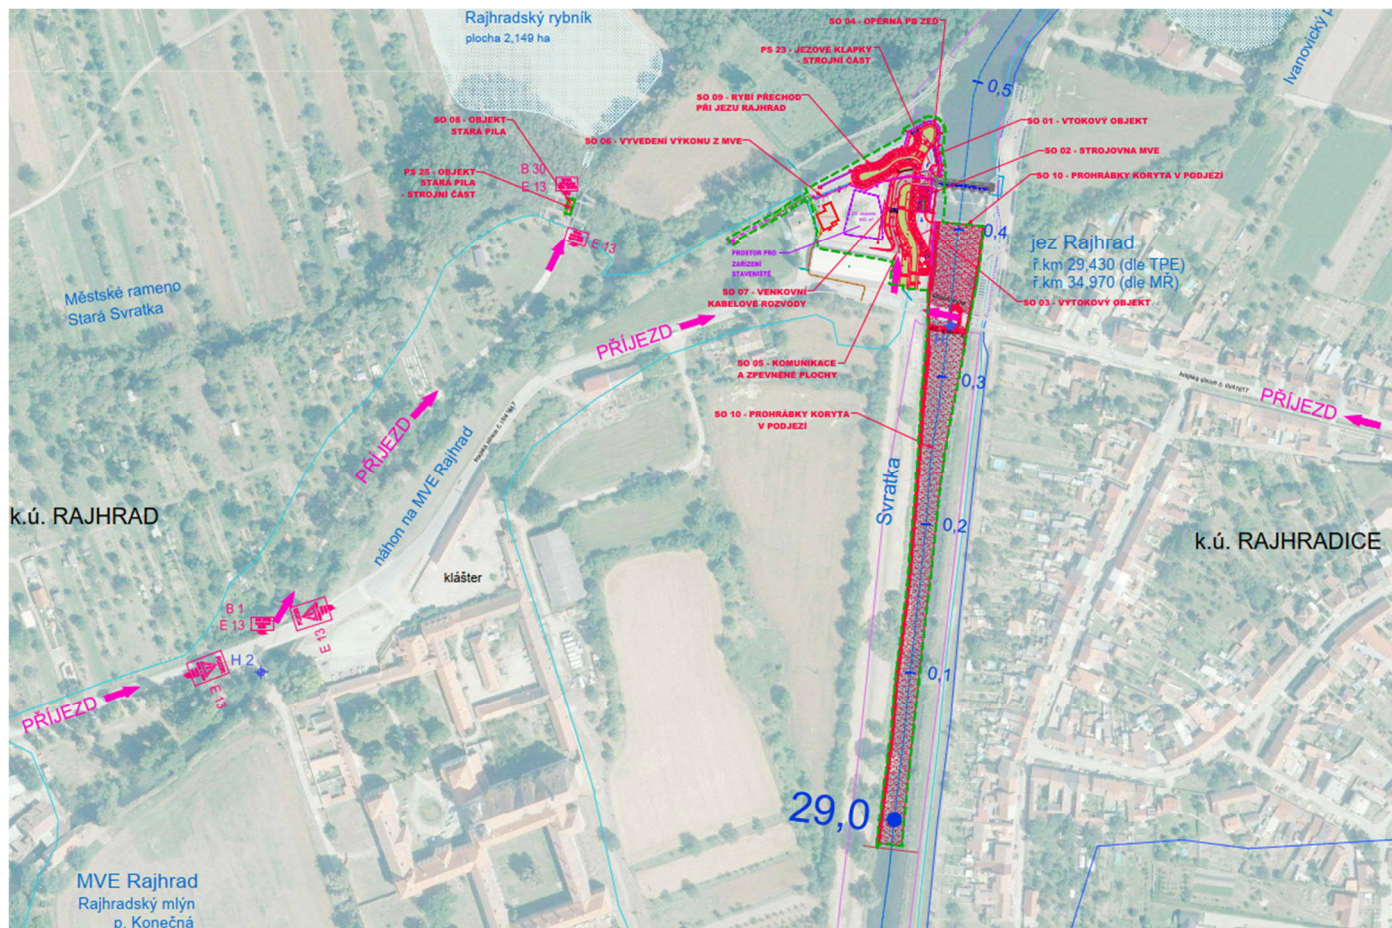 Rajhradský rybník
plocha 2,149 ha
SO 04 - OPĚRNÁ PB ZEĎ
PS 23 - JEZOVÉ KLAPKY
- STROJNÍ ČÁST
Ivanovický
0,5
SO 09 - RYBÍ PŘECHOD
PŘI JEZU RAJHRAD
SO 08 - OBJEKT
STARÁ PILA
SO 01 - VTOKOVÝ OBJEKT
SO 06 - VYVEDENÍ VÝKONU Z MVE
SO 02 - STROJOVNA MVE
PS 25 - OBJEKT
STARÁ PILA
- STROJNÍ ČÁST
B 30
E 13
SO 10 - PROHRÁBKY KORYTA V PODJEZÍ
0,4
E 13
jez Rajhrad
ř.km 29,430 (dle TPE)
ř.km 34,970 (dle MŘ)
PROSTOR PRO
ZAŘÍZENÍ
STAVENIŠTĚ
Městské rameno
Stará Svratka
SO 07 - VENKOVNÍ
KABELOVÉ ROZVODY
SO 03 - VÝTOKOVÝ OBJEKT
PŘÍJEZD
SO 05 - KOMUNIKACE
A ZPEVNĚNÉ PLOCHY
0,3
PŘÍJEZD
PŘÍJEZD
SO 10 - PROHRÁBKY KORYTA
V PODJEZÍ
náhon na MVE Rajhrad
Svratka
k.ú. RAJHRAD
0,2
k.ú. RAJHRADICE
klášter
B 1
E 13
E 13
H 2
E 13
0,1
PŘÍJEZD
29,0
MVE Rajhrad
Rajhradský mlýn
p. Konečná